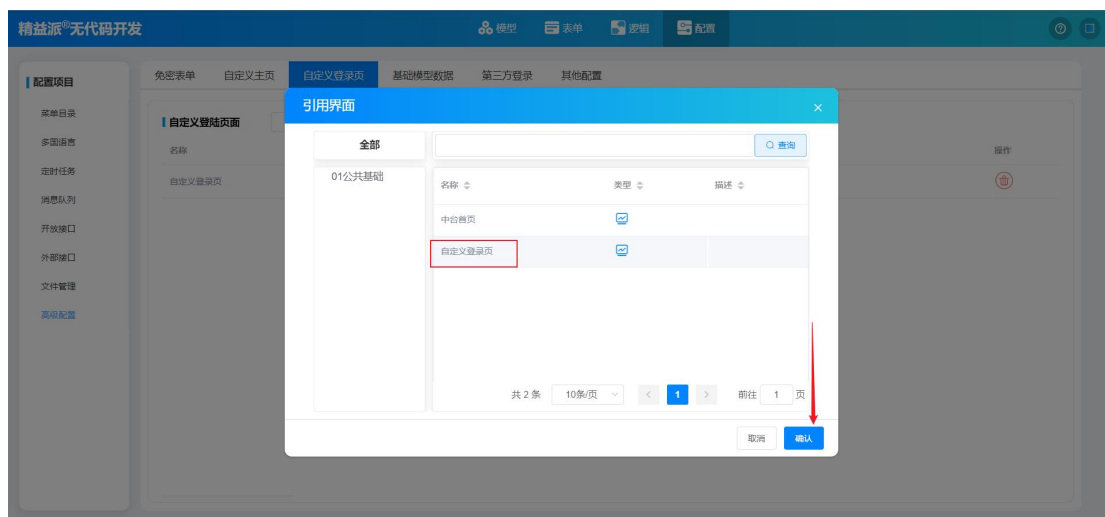 精益派®无代码开发
模型 表单 逻辑 配置
配置项目
菜单目录
多国语言
定时任务
消息队列
开放接口
外部接口
文件管理
高级配置
免密表单 自定义主页 自定义登录页 基础模型数据 第三方登录 其他配置
自定义登陆页面
名称 操作
自定义登录页
引用界面
全部 查询
01公共基础
名称 类型 描述
中台首页
自定义登录页
共 2 条 10条/页 1 前往 1 页
取消 确认